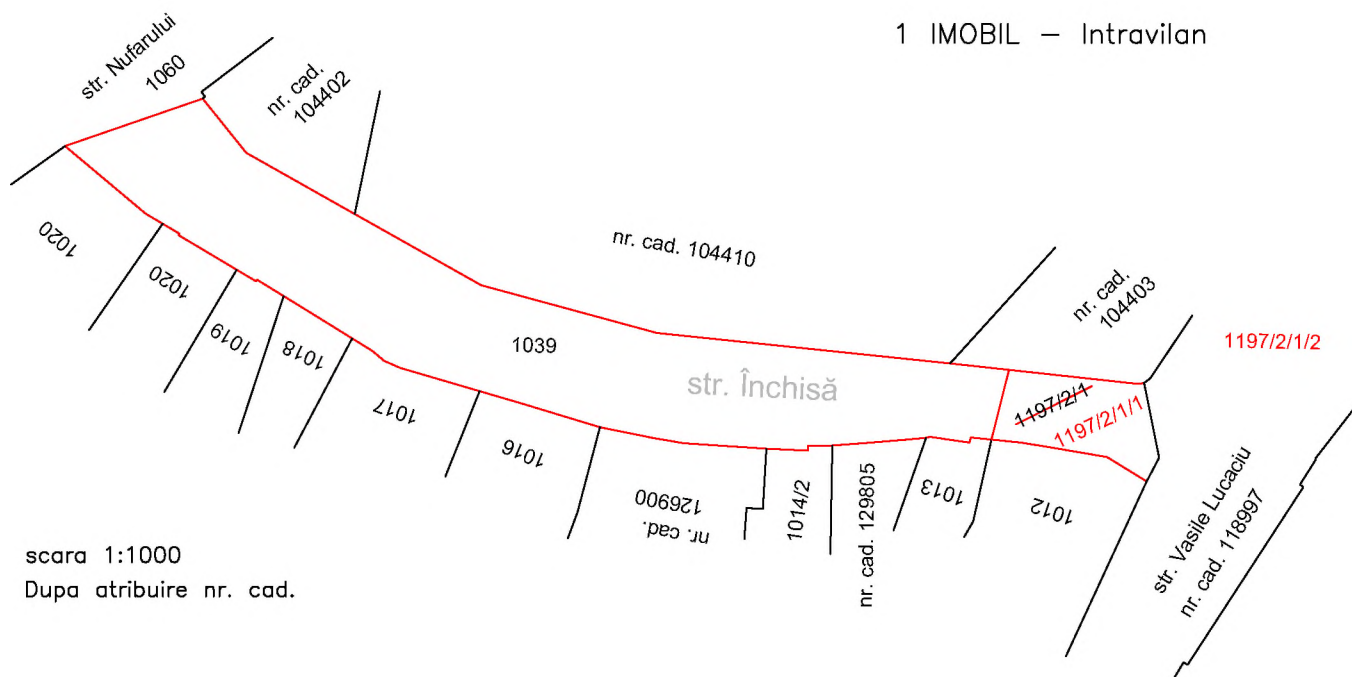 1 IMOBIL – Intravilan
str. Nufarului
1060
nr. cad.
104402
nr. cad. 104410
nr. cad.
104403
1197/2/1/2
1020
1020
1019
1018
1017
1016
1039
str. Închisă
1197/2/1
1197/2/1/1
nr. cad.
126900
1014/2
nr. cad. 129805
1013
1012
str. Vasile Lucaciu
nr. cad. 118997
scara 1:1000
Dupa atribuire nr. cad.